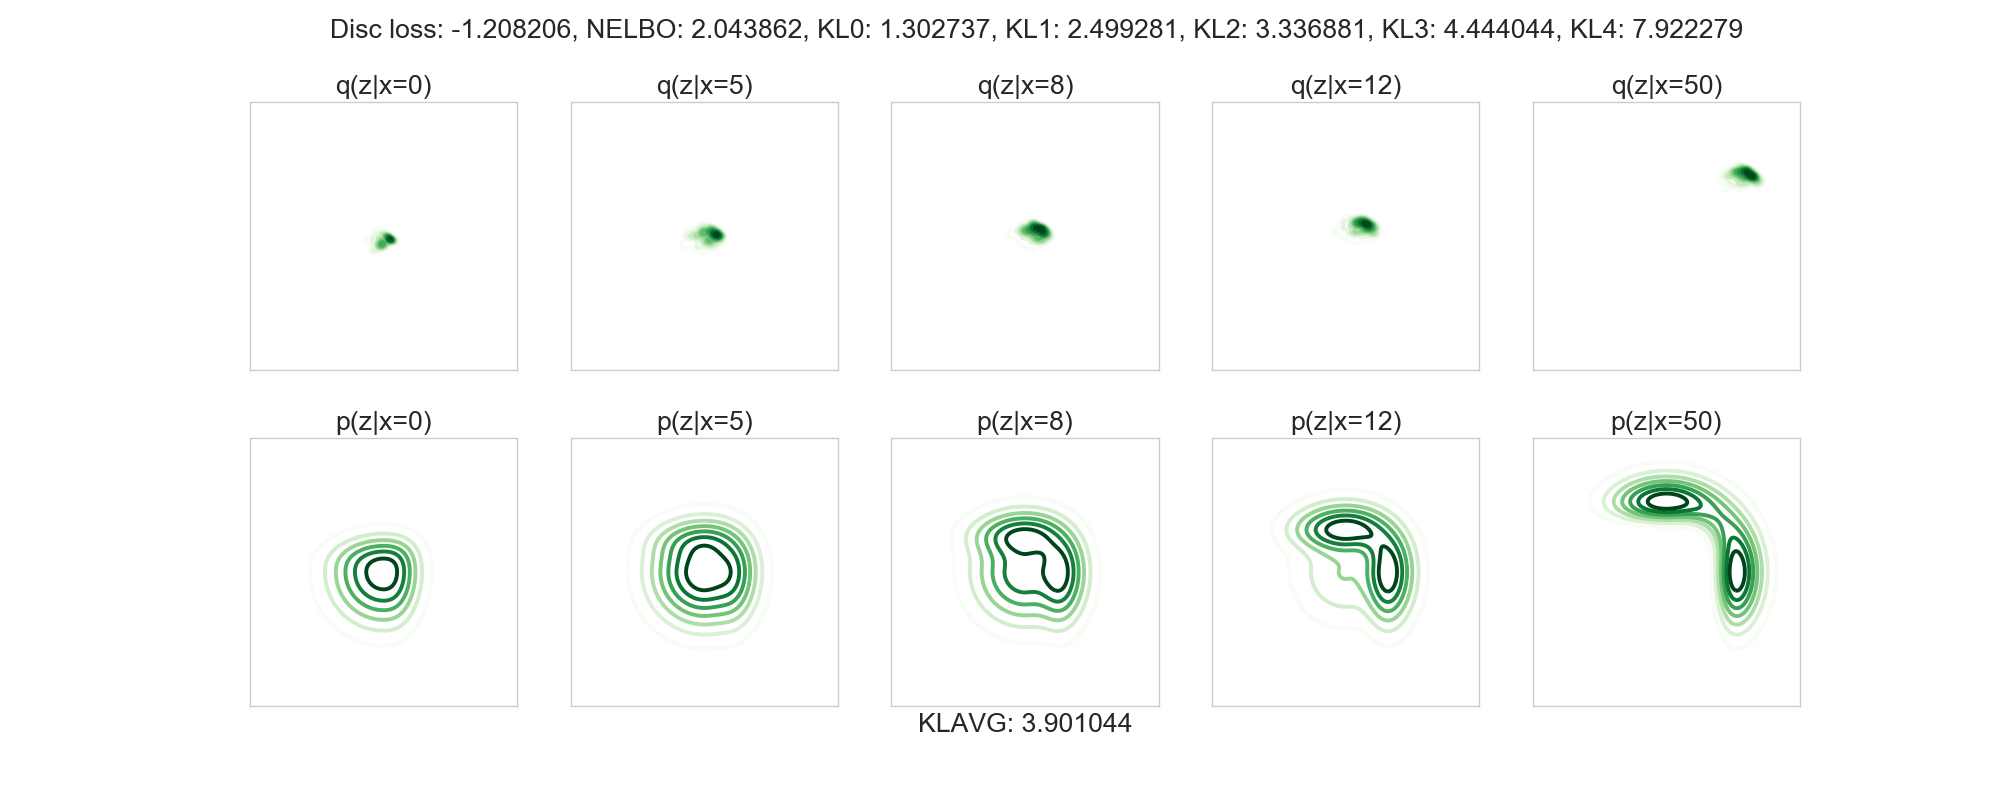 Disc loss: -1.208206, NELBO: 2.043862, KL0: 1.302737, KL1: 2.499281, KL2: 3.336881, KL3: 4.444044, KL4: 7.922279
q(z|x=0) q(z|x=5) q(z|x=8) q(z|x=12) q(z|x=50)
p(z|x=0) p(z|x=5) p(z|x=8) p(z|x=12) p(z|x=50)
KLAVG: 3.901044